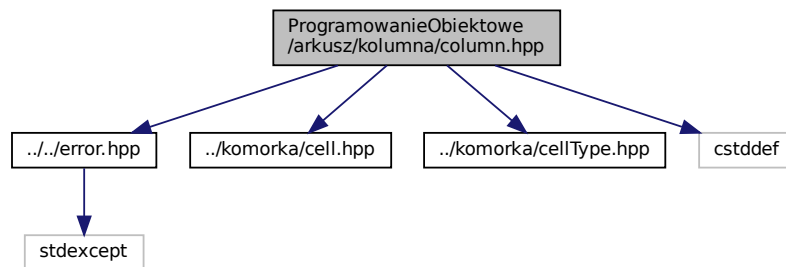 ProgramowanieObiektowe
/arkusz/kolumna/column.hpp
../../error.hpp
../komorka/cell.hpp
../komorka/cellType.hpp
cstddef
stdexcept